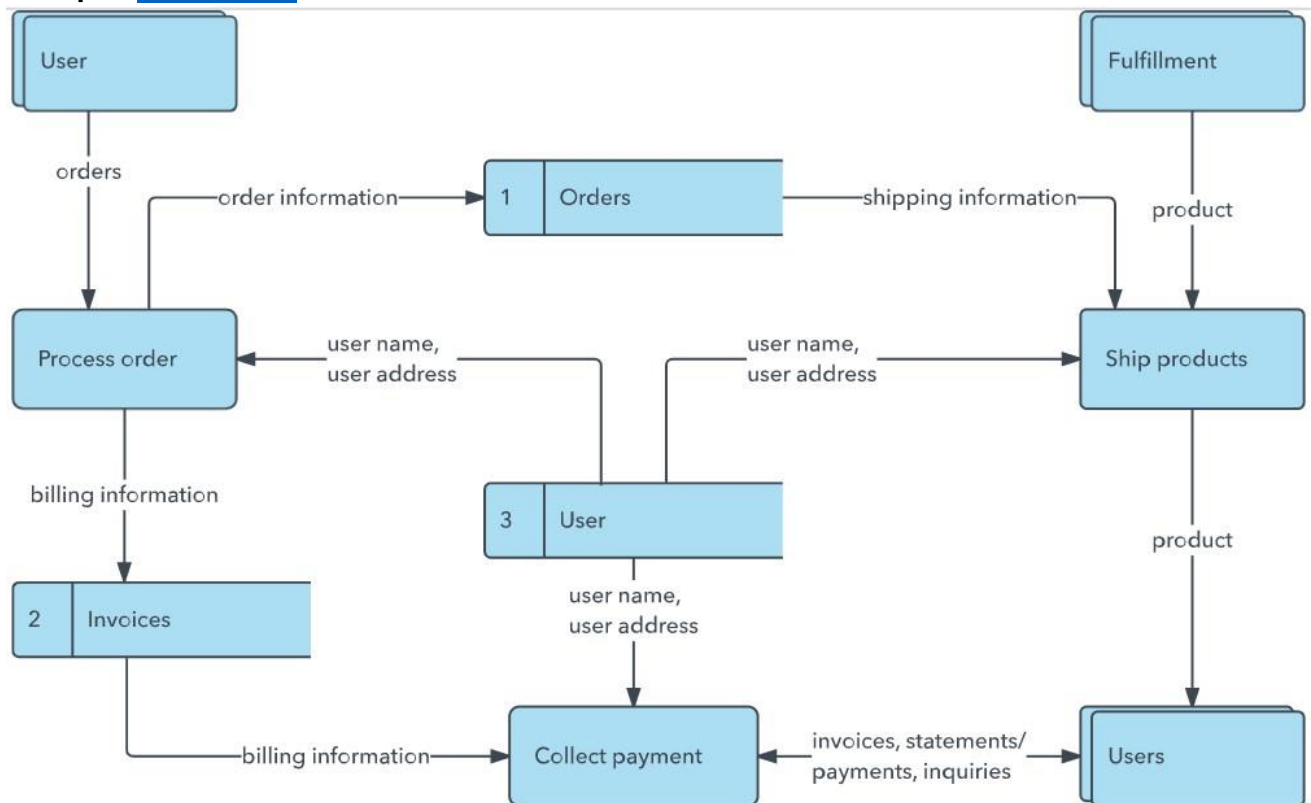 User
Fulfillment
orders
order information
1 Orders
shipping information
product
Process order
user name,
user address
user name,
user address
Ship products
billing information
3 User
product
2 Invoices
user name,
user address
billing information
Collect payment
invoices, statements/
payments, inquiries
Users